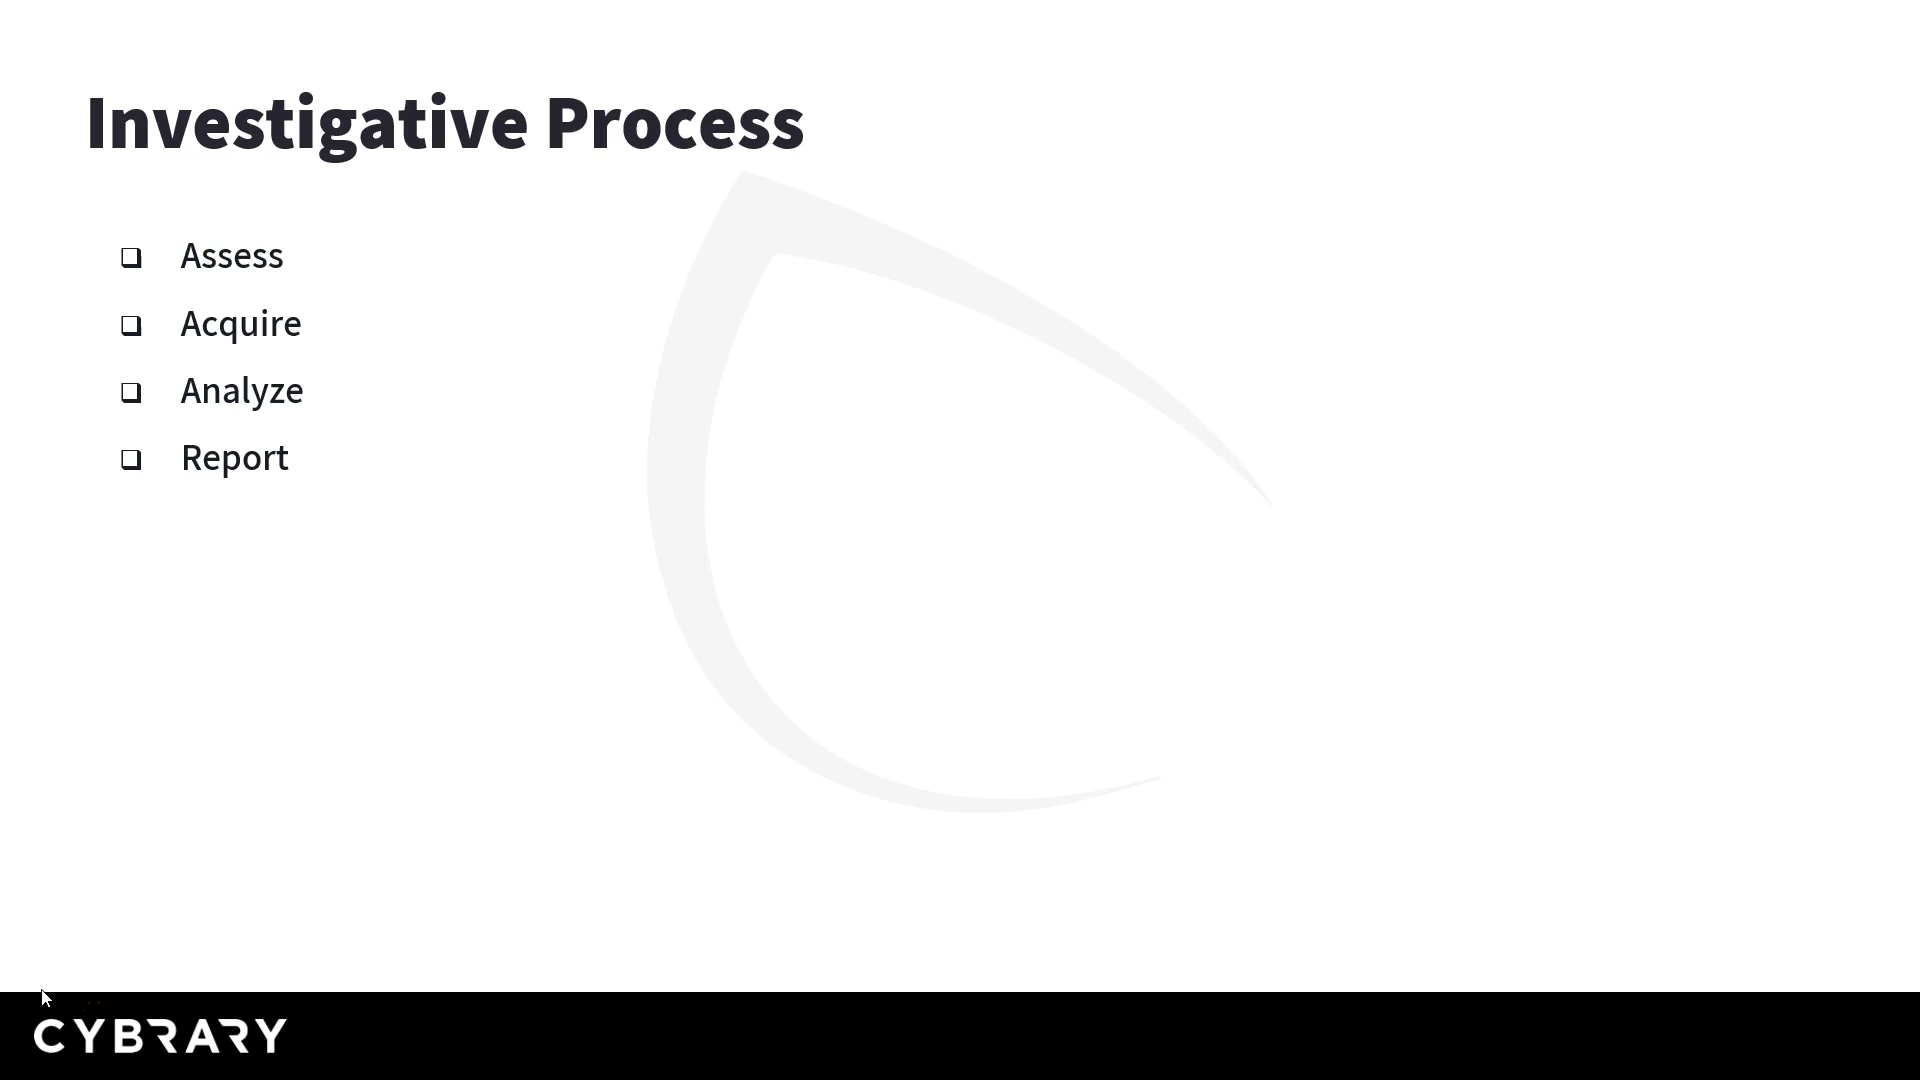 Investigative Process
❑ Assess
❑ Acquire
❑ Analyze
❑ Report
CYBRARY